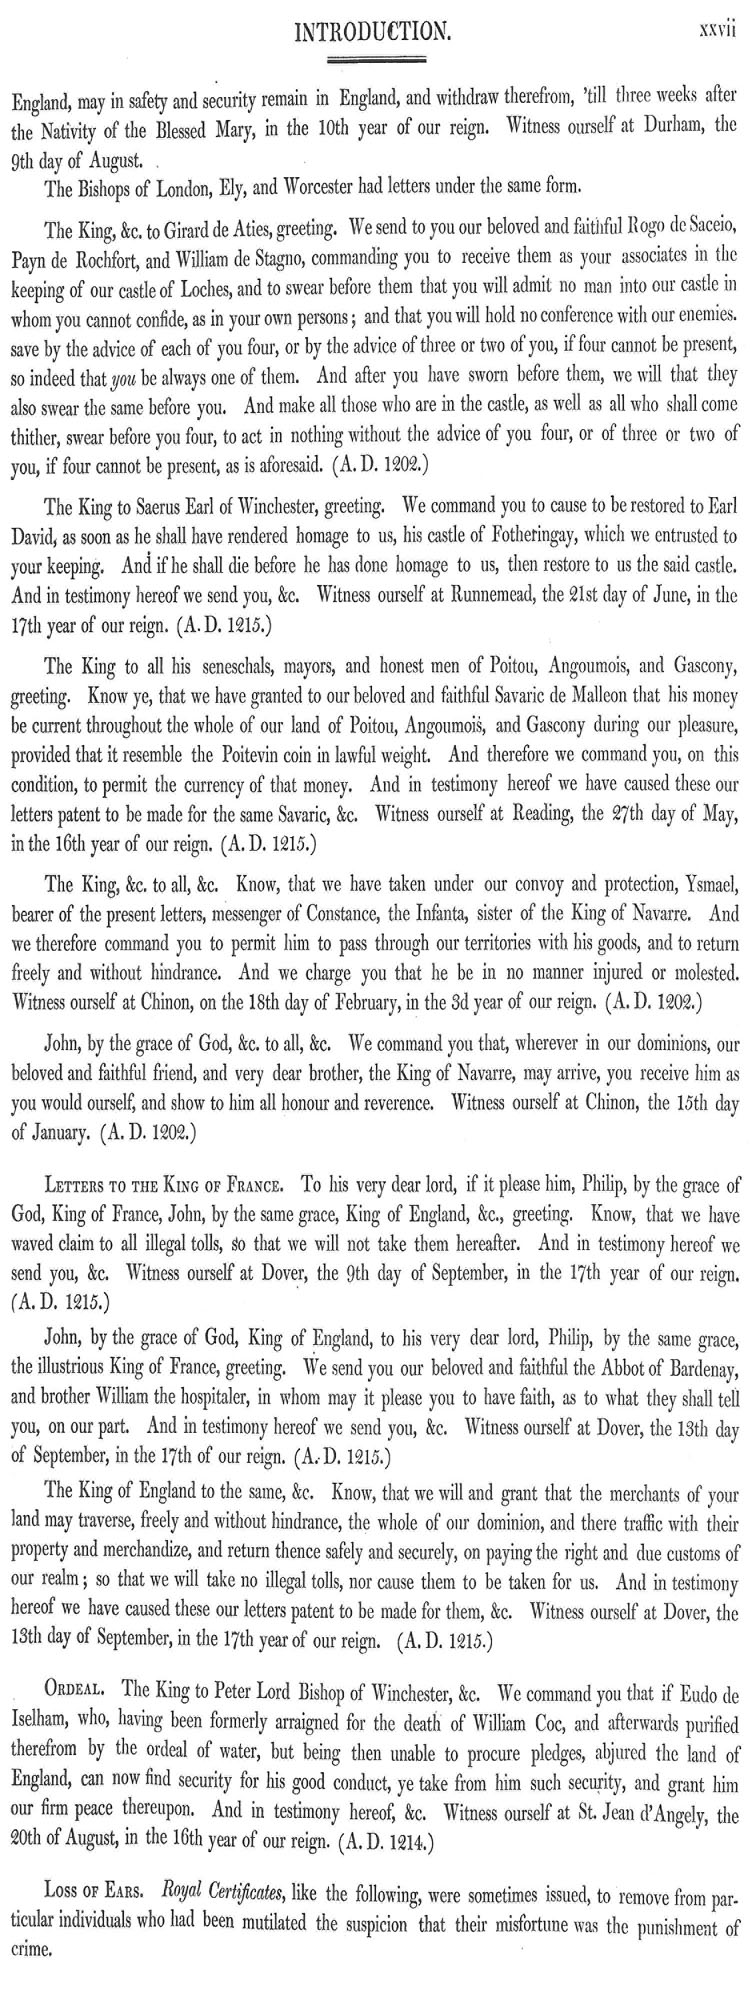 INTRODUCTION. xxvii
England, may in safety and security remain in England, and withdraw therefrom, 'till three weeks after
the Nativity of the Blessed Mary, in the 10th year of our reign. Witness ourself at Durham, the
9th day of August.
The Bishops of London, Ely, and Worcester had letters under the same form.
The King, &c. to Girard de Aties, greeting. We send to you our beloved and faithful Rogo de Saceio,
Payn de Rochfort, and William de Stagno, commanding you to receive them as your associates in the
keeping of our castle of Loches, and to swear before them that you will admit no man into our castle in
whom you cannot confide, as in your own persons; and that you will hold no conference with our enemies.
save by the advice of each of you four, or by the advice of three or two of you, if four cannot be present,
so indeed that you be always one of them. And after you have sworn before them, we will that they
also swear the same before you. And make all those who are in the castle, as well as all who shall come
thither, swear before you four, to act in nothing without the advice of you four, or of three or two of
you, if four cannot be present, as is aforesaid. (A. D. 1202.)
The King to Saerus Earl of Winchester, greeting. We command you to cause to be restored to Earl
David, as soon as he shall have rendered homage to us, his castle of Fotheringay, which we entrusted to
your keeping. And if he shall die before he has done homage to us, then restore to us the said castle.
And in testimony hereof we send you, &c. Witness ourself at Runnemead, the 21st day of June, in the
17th year of our reign. (A. D. 1215.)
The King to all his seneschals, mayors, and honest men of Poitou, Angoumois, and Gascony,
greeting. Know ye, that we have granted to our beloved and faithful Savaric de Malleon that his money
be current throughout the whole of our land of Poitou, Angoumois, and Gascony during our pleasure,
provided that it resemble the Poitevin coin in lawful weight. And therefore we command you, on this
condition, to permit the currency of that money. And in testimony hereof we have caused these our
letters patent to be made for the same Savaric, &c. Witness ourself at Reading, the 27th day of May,
in the 16th year of our reign. (A. D. 1215.)
The King, &c. to all, &c. Know, that we have taken under our convoy and protection, Ysmael,
bearer of the present letters, messenger of Constance, the Infanta, sister of the King of Navarre. And
we therefore command you to permit him to pass through our territories with his goods, and to return
freely and without hindrance. And we charge you that he be in no manner injured or molested.
Witness ourself at Chinon, on the 18th day of February, in the 3d year of our reign. (A. D. 1202.)
John, by the grace of God, &c. to all, &c. We command you that, wherever in our dominions, our
beloved and faithful friend, and very dear brother, the King of Navarre, may arrive, you receive him as
you would ourself, and show to him all honour and reverence. Witness ourself at Chinon, the 15th day
of January. (A. D. 1202.)
LETTERS TO THE KING OF FRANCE. To his very dear lord, if it please him, Philip, by the grace of
God, King of France, John, by the same grace, King of England, &c., greeting. Know, that we have
waved claim to all illegal tolls, so that we will not take them hereafter. And in testimony hereof we
send you, &c. Witness ourself at Dover, the 9th day of September, in the 17th year of our reign.
(A. D. 1215.)
John, by the grace of God, King of England, to his very dear lord, Philip, by the same grace,
the illustrious King of France, greeting. We send you our beloved and faithful the Abbot of Bardenay,
and brother William the hospitaler, in whom may it please you to have faith, as to what they shall tell
you, on our part. And in testimony hereof we send you, &c. Witness ourself at Dover, the 13th day
of September, in the 17th of our reign. (A. D. 1215.)
The King of England to the same, &c. Know, that we will and grant that the merchants of your
land may traverse, freely and without hindrance, the whole of our dominion, and there traffic with their
property and merchandize, and return thence safely and securely, on paying the right and due customs of
our realm; so that we will take no illegal tolls, nor cause them to be taken for us. And in testimony
hereof we have caused these our letters patent to be made for them, &c. Witness ourself at Dover, the
13th day of September, in the 17th year of our reign. (A. D. 1215.)
ORDEAL. The King to Peter Lord Bishop of Winchester, &c. We command you that if Eudo de
Iselham, who, having been formerly arraigned for the death of William Coc, and afterwards purified
therefrom by the ordeal of water, but being then unable to procure pledges, abjured the land of
England, can now find security for his good conduct, ye take from him such security, and grant him
our firm peace thereupon. And in testimony hereof, &c. Witness ourself at St. Jean d'Angely, the
20th of August, in the 16th year of our reign. (A. D. 1214.)
LOSS OF EARS. Royal Certificates, like the following, were sometimes issued, to remove from par-
ticular individuals who had been mutilated the suspicion that their misfortune was the punishment of
crime.